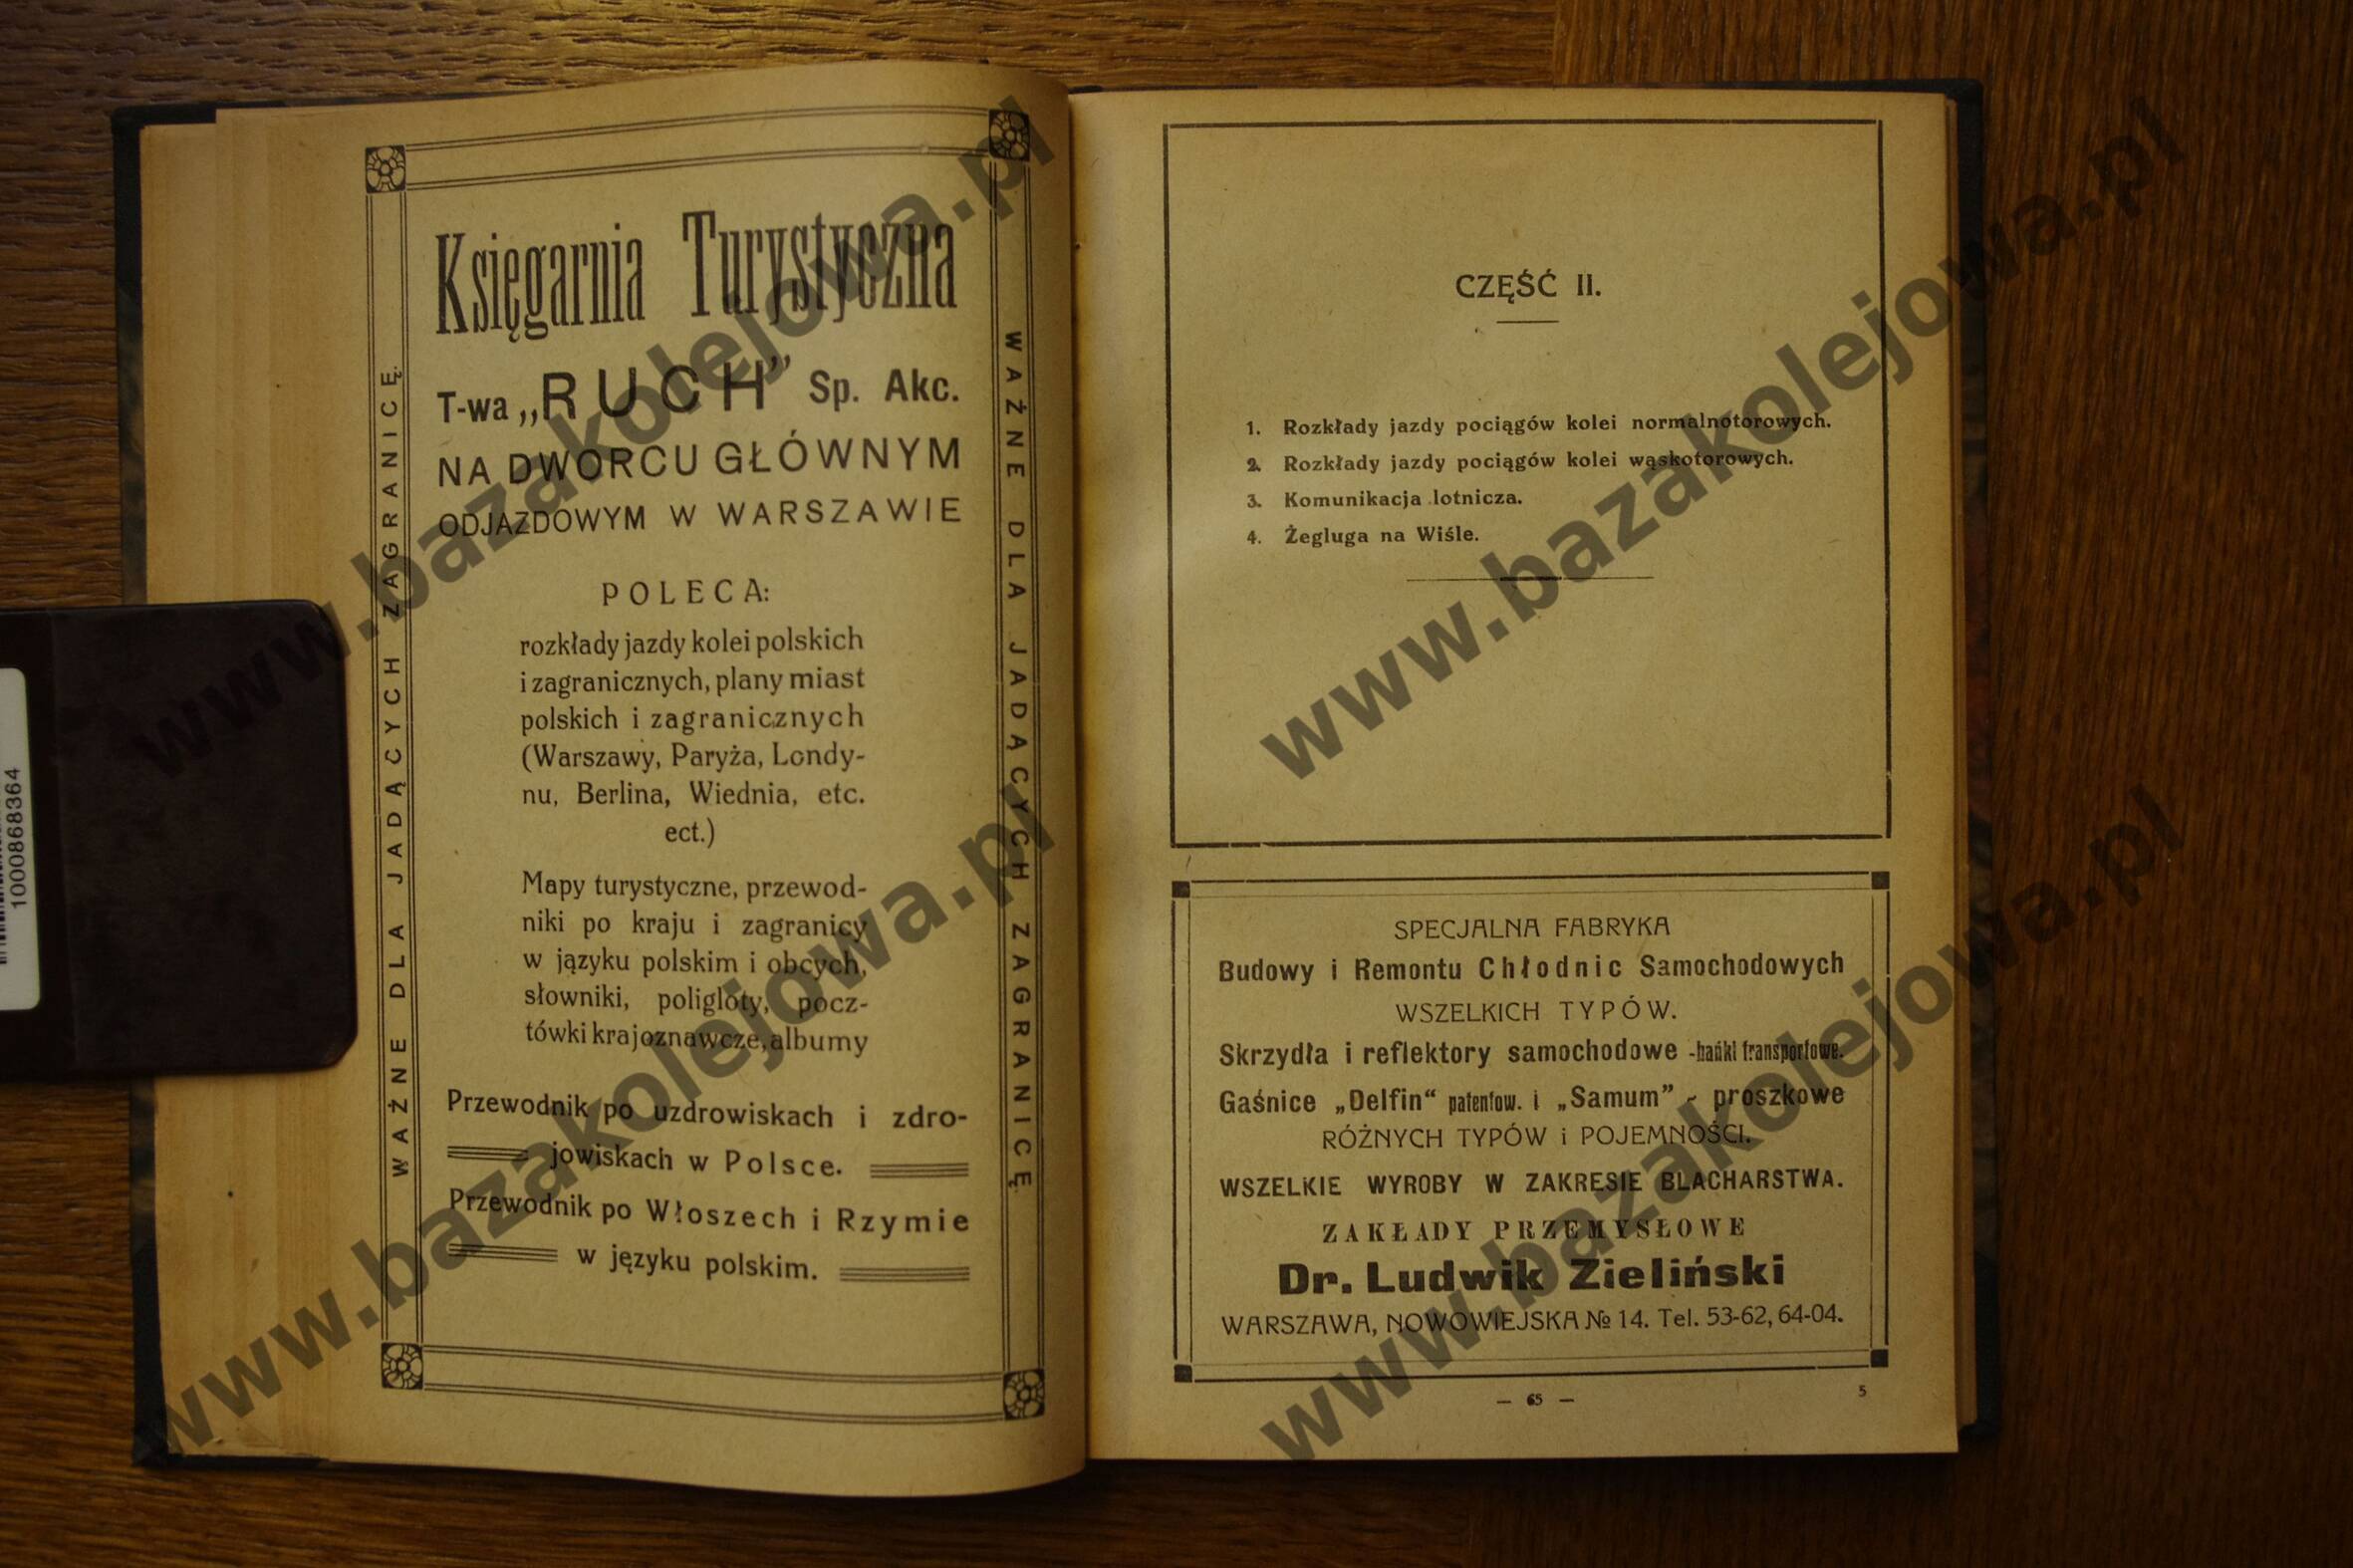 Księgarnia Turystyczna
T-wa „RUCH” Sp. Akc.
NA DWORCU GŁÓWNYM
ODJAZDOWYM W WARSZAWIE
POLECA:
rozkłady jazdy kolei polskich
i zagranicznych, plany miast
polskich i zagranicznych
(Warszawy, Paryża, Londy-
nu, Berlina, Wiednia, etc.
ect.)
Mapy turystyczne, przewod-
niki po kraju i zagranicy
w języku polskim i obcych,
słowniki, poligloty, pocz-
tówki krajoznawcze, albumy
Przewodnik po uzdrowiskach i zdro-
jowiskach w Polsce.
Przewodnik po Włoszech i Rzymie
w języku polskim.
WAŻNE DLA JADĄCYCH ZAGRANICĘ.
WAŻNE DLA JADĄCYCH ZAGRANICĘ.
CZĘŚĆ II.
1. Rozkłady jazdy pociągów kolei normalnotorowych.
2. Rozkłady jazdy pociągów kolei wąskotorowych.
3. Komunikacja lotnicza.
4. Żegluga na Wiśle.
SPECJALNA FABRYKA
Budowy i Remontu Chłodnic Samochodowych
WSZELKICH TYPÓW.
Skrzydła i reflektory samochodowe -bańki transportowe.
Gaśnice „Delfin“ patentow. i „Samum” - proszkowe
RÓŻNYCH TYPÓW i POJEMNOŚCI.
WSZELKIE WYROBY W ZAKRESIE BLACHARSTWA.
ZAKŁADY PRZEMYSŁOWE
Dr. Ludwik Zieliński
WARSZAWA, NOWOWIEJSKA № 14. Tel. 53-62, 64-04.
— 65 —
5
1000868364
www.bazakolejowa.pl
www.bazakolejowa.pl
www.bazakolejowa.pl
www.bazakolejowa.pl